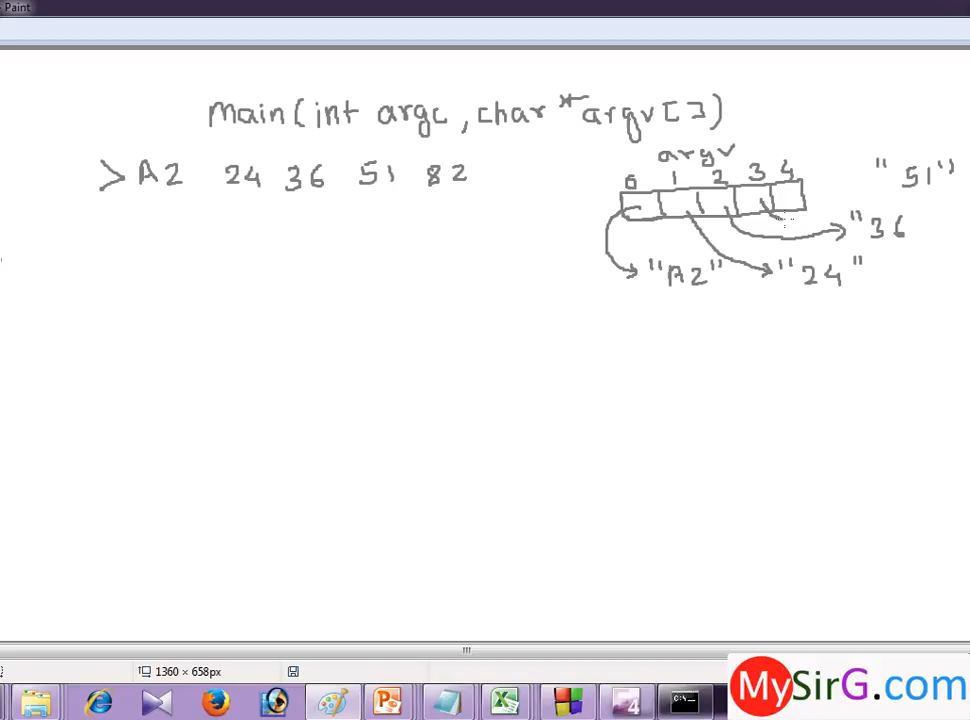 Paint
main(int argc, char *argv[])
argv
>A2 24 36 51 82
0 1 2 3 4
"51"
"36
"A2" "24"
1360 × 658px
4
MySirG.com